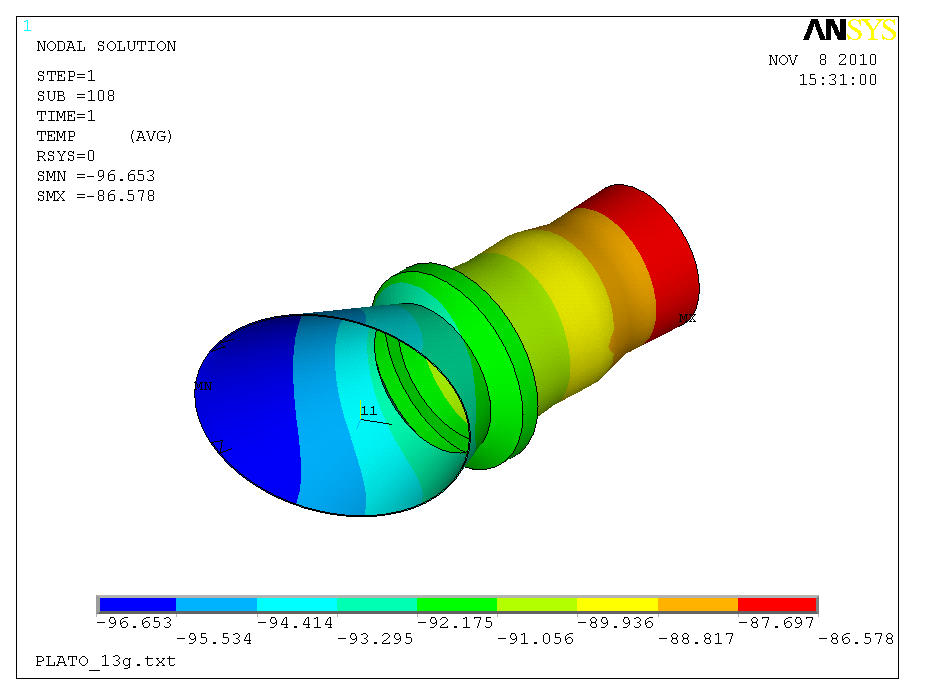 1
ANSYS
NODAL SOLUTION
NOV 8 2010
15:31:00
STEP=1
SUB =108
TIME=1
TEMP (AVG)
RSYS=0
SMN =-96.653
SMX =-86.578
MX
MN
11
-96.653 -94.414 -92.175 -89.936 -87.697
-95.534 -93.295 -91.056 -88.817 -86.578
PLATO_13g.txt